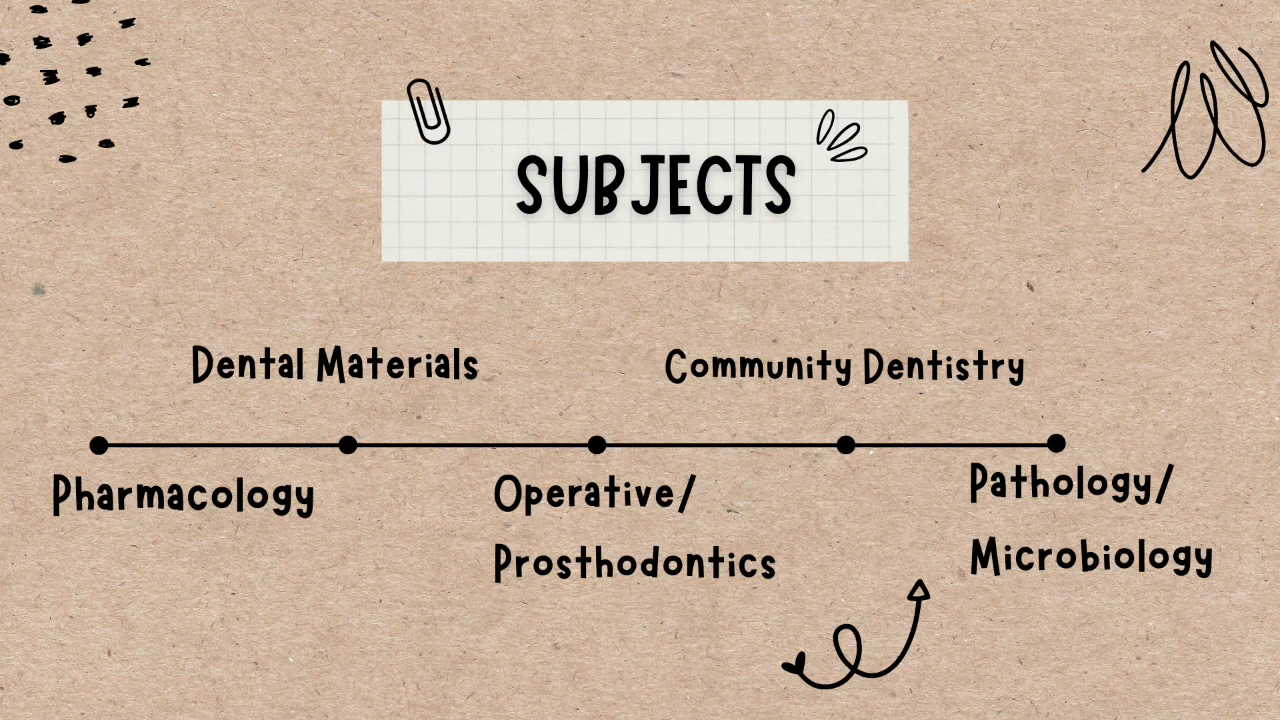 SUBJECTS
Dental Materials
Community Dentistry
Pharmacology
Operative/
Prosthodontics
Pathology/
Microbiology